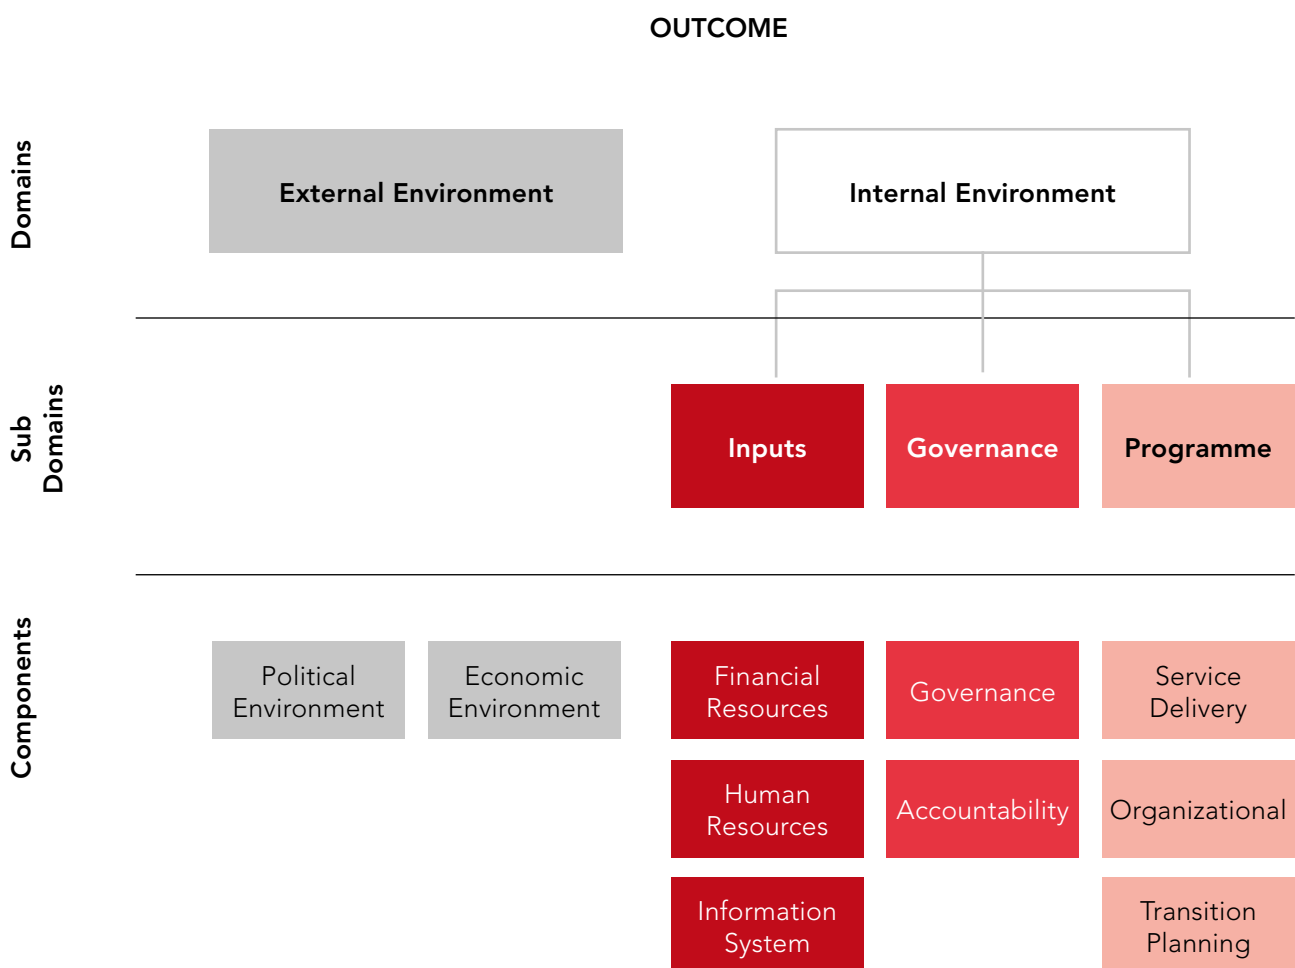 OUTCOME
Domains
External Environment
Internal Environment
Sub
Domains
Inputs
Governance
Programme
Components
Political
Environment
Economic
Environment
Financial
Resources
Governance
Service
Delivery
Human
Resources
Accountability
Organizational
Information
System
Transition
Planning